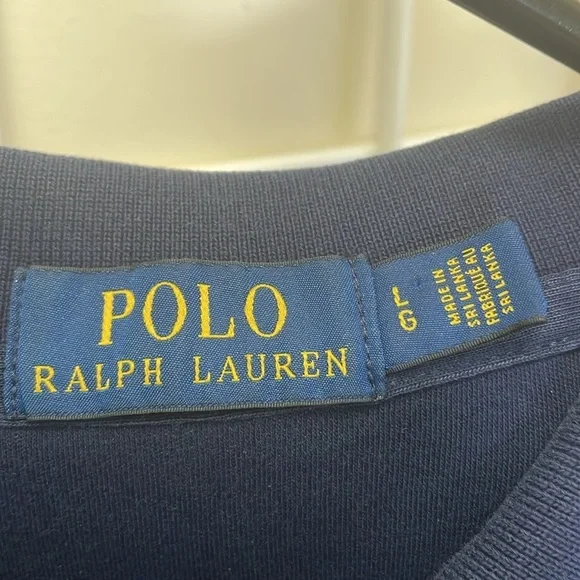 POLO
RALPH LAUREN
L
G
MADE IN
SRI LANKA
FABRIQUÉ AU
SRI LANKA